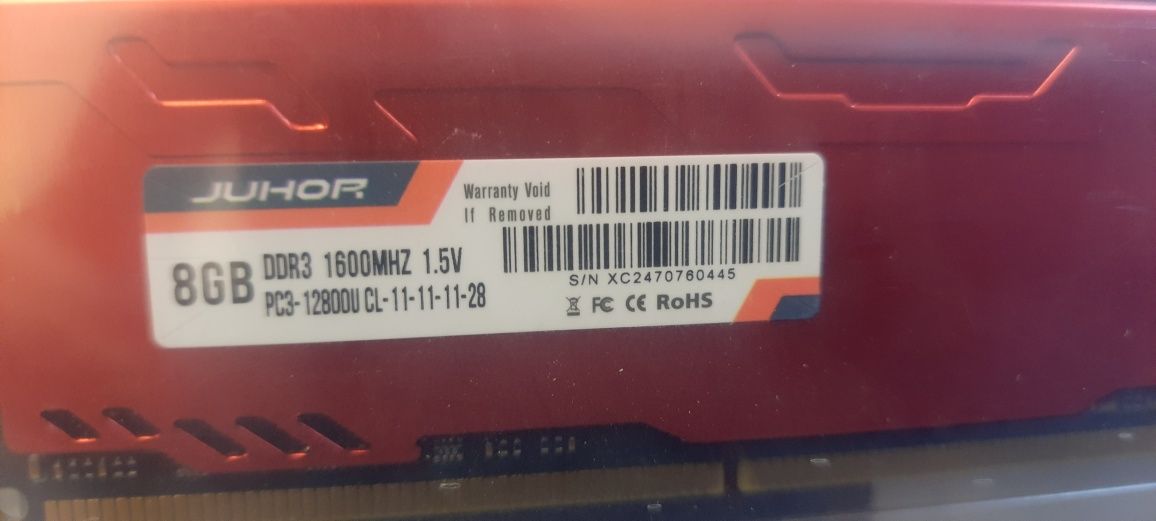 JUHOR
Warranty Void
If Removed
8GB
DDR3 1600MHZ 1.5V
PC3-12800U CL-11-11-11-28
S/N XC2470760445
FC CE RoHS